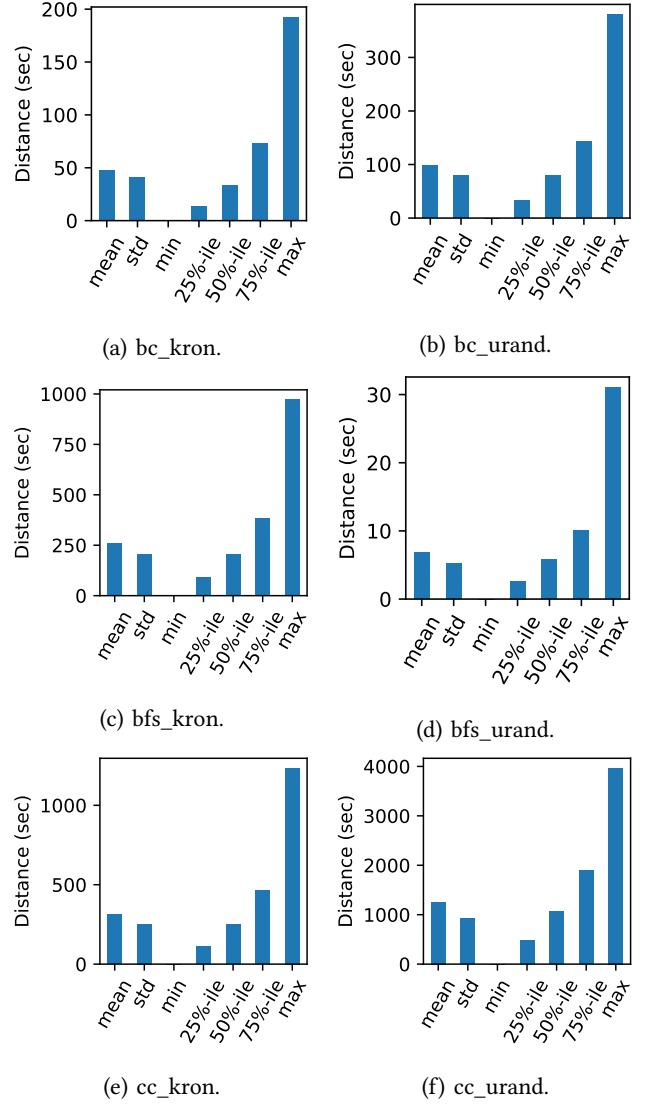 200
150
100
50
0
Distance (sec)
mean
std
min
25%-ile
50%-ile
75%-ile
max
(a) bc_kron.
300
200
100
0
Distance (sec)
mean
std
min
25%-ile
50%-ile
75%-ile
max
(b) bc_urand.
1000
750
500
250
0
Distance (sec)
mean
std
min
25%-ile
50%-ile
75%-ile
max
(c) bfs_kron.
30
20
10
0
Distance (sec)
mean
std
min
25%-ile
50%-ile
75%-ile
max
(d) bfs_urand.
1000
500
0
Distance (sec)
mean
std
min
25%-ile
50%-ile
75%-ile
max
(e) cc_kron.
4000
3000
2000
1000
0
Distance (sec)
mean
std
min
25%-ile
50%-ile
75%-ile
max
(f) cc_urand.